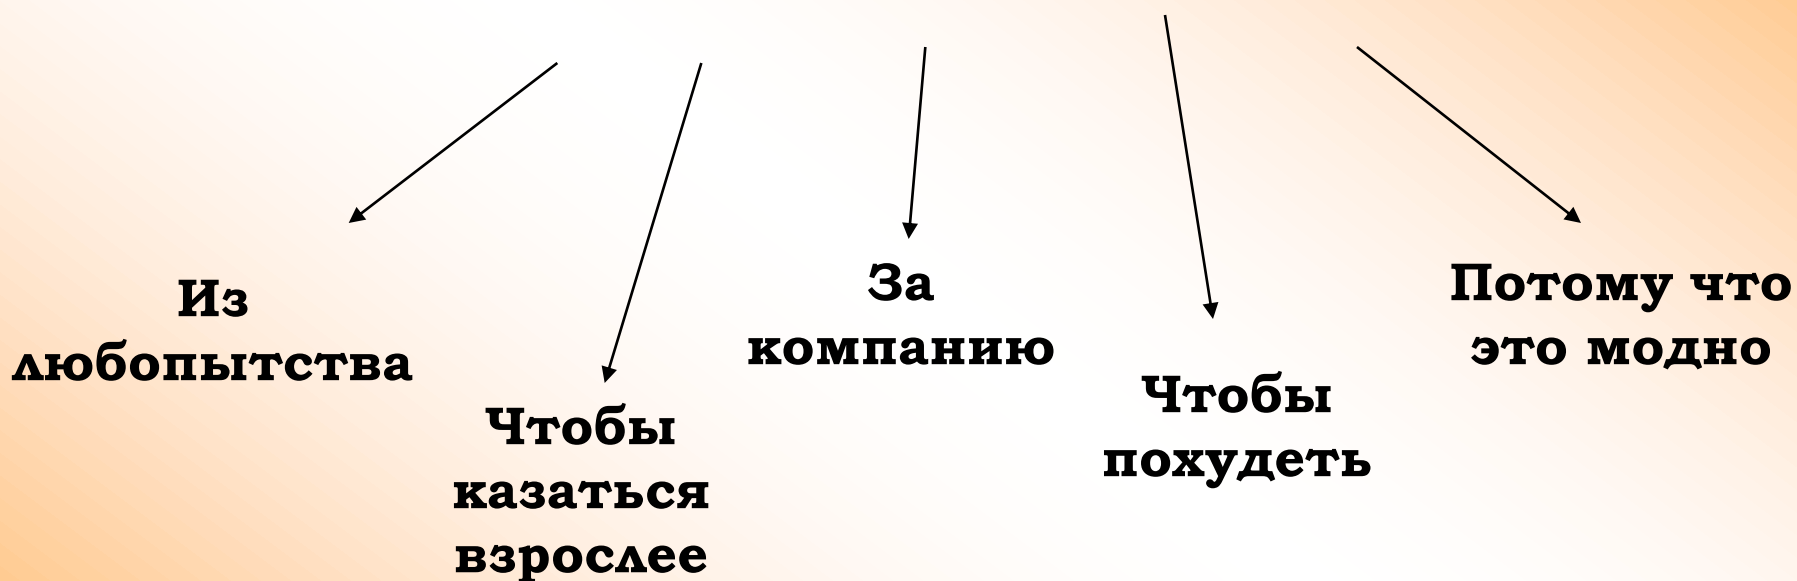 Из
любопытства
Чтобы
казаться
взрослее
За
компанию
Чтобы
похудеть
Потому что
это модно